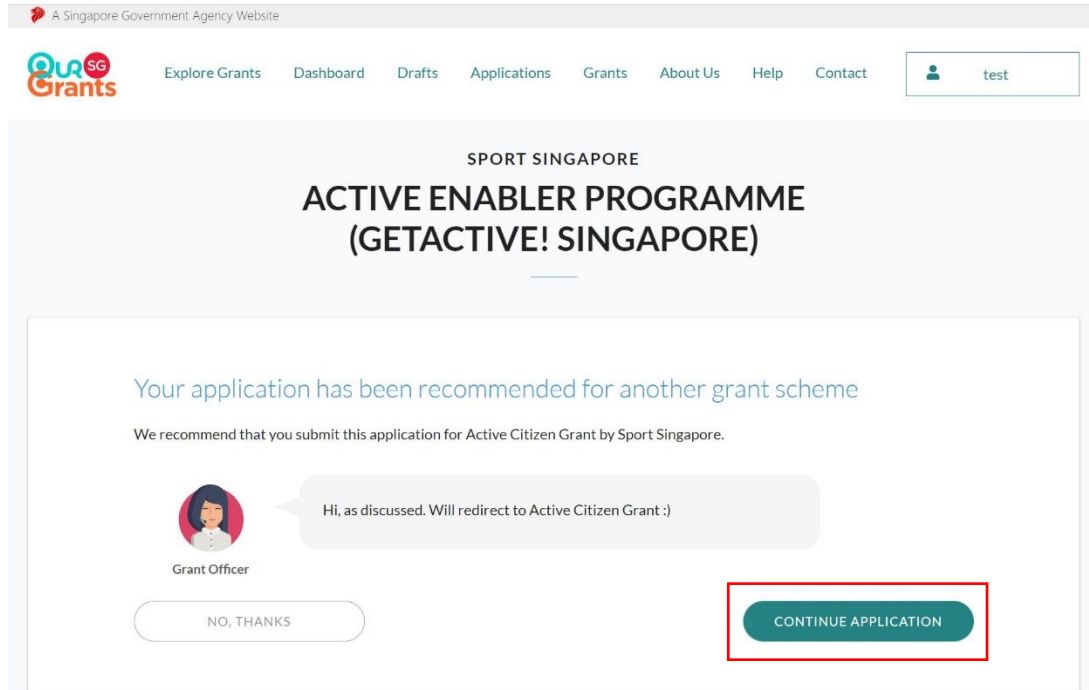 A Singapore Government Agency Website
OUR SG
Grants
Explore Grants Dashboard Drafts Applications Grants About Us Help Contact test
SPORT SINGAPORE
ACTIVE ENABLER PROGRAMME
(GETACTIVE! SINGAPORE)
Your application has been recommended for another grant scheme
We recommend that you submit this application for Active Citizen Grant by Sport Singapore.
Hi, as discussed. Will redirect to Active Citizen Grant :)
Grant Officer
NO, THANKS CONTINUE APPLICATION